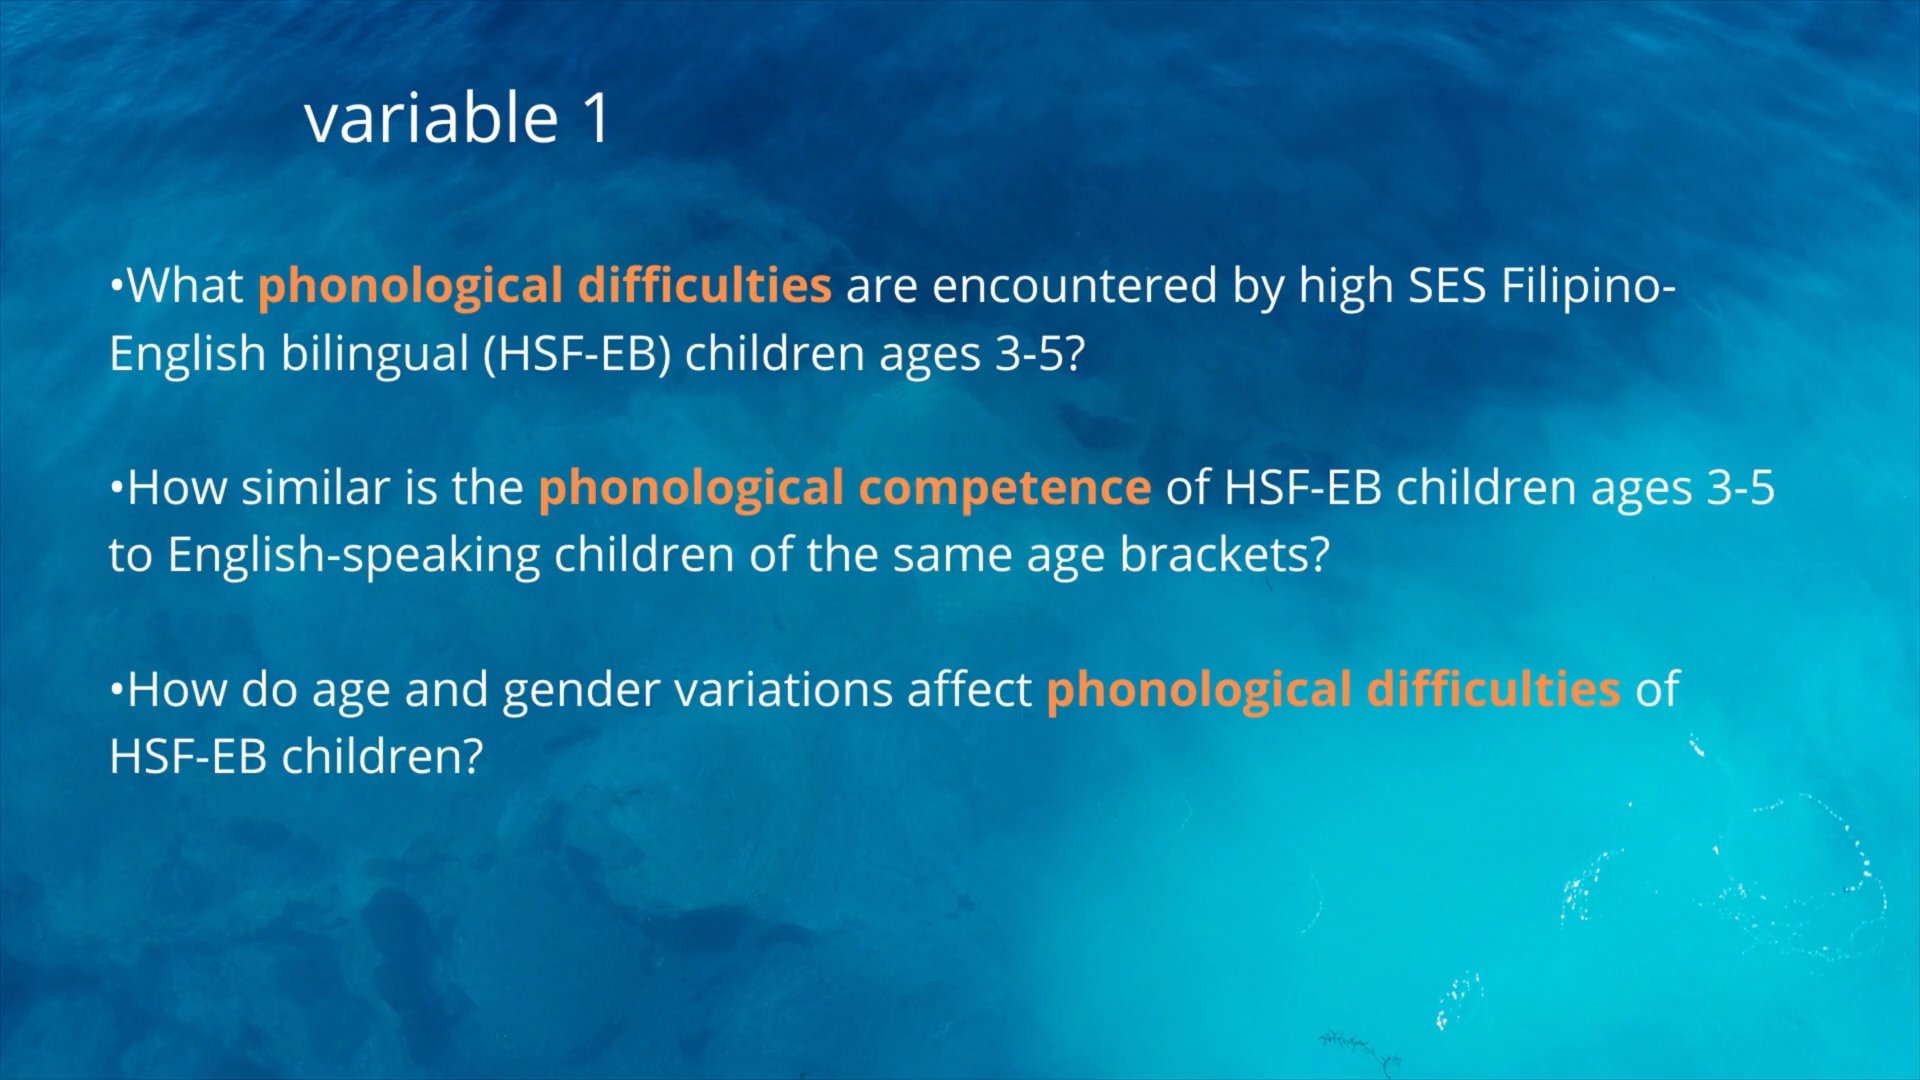 variable 1
•What phonological difficulties are encountered by high SES Filipino-
English bilingual (HSF-EB) children ages 3-5?
•How similar is the phonological competence of HSF-EB children ages 3-5
to English-speaking children of the same age brackets?
•How do age and gender variations affect phonological difficulties of
HSF-EB children?